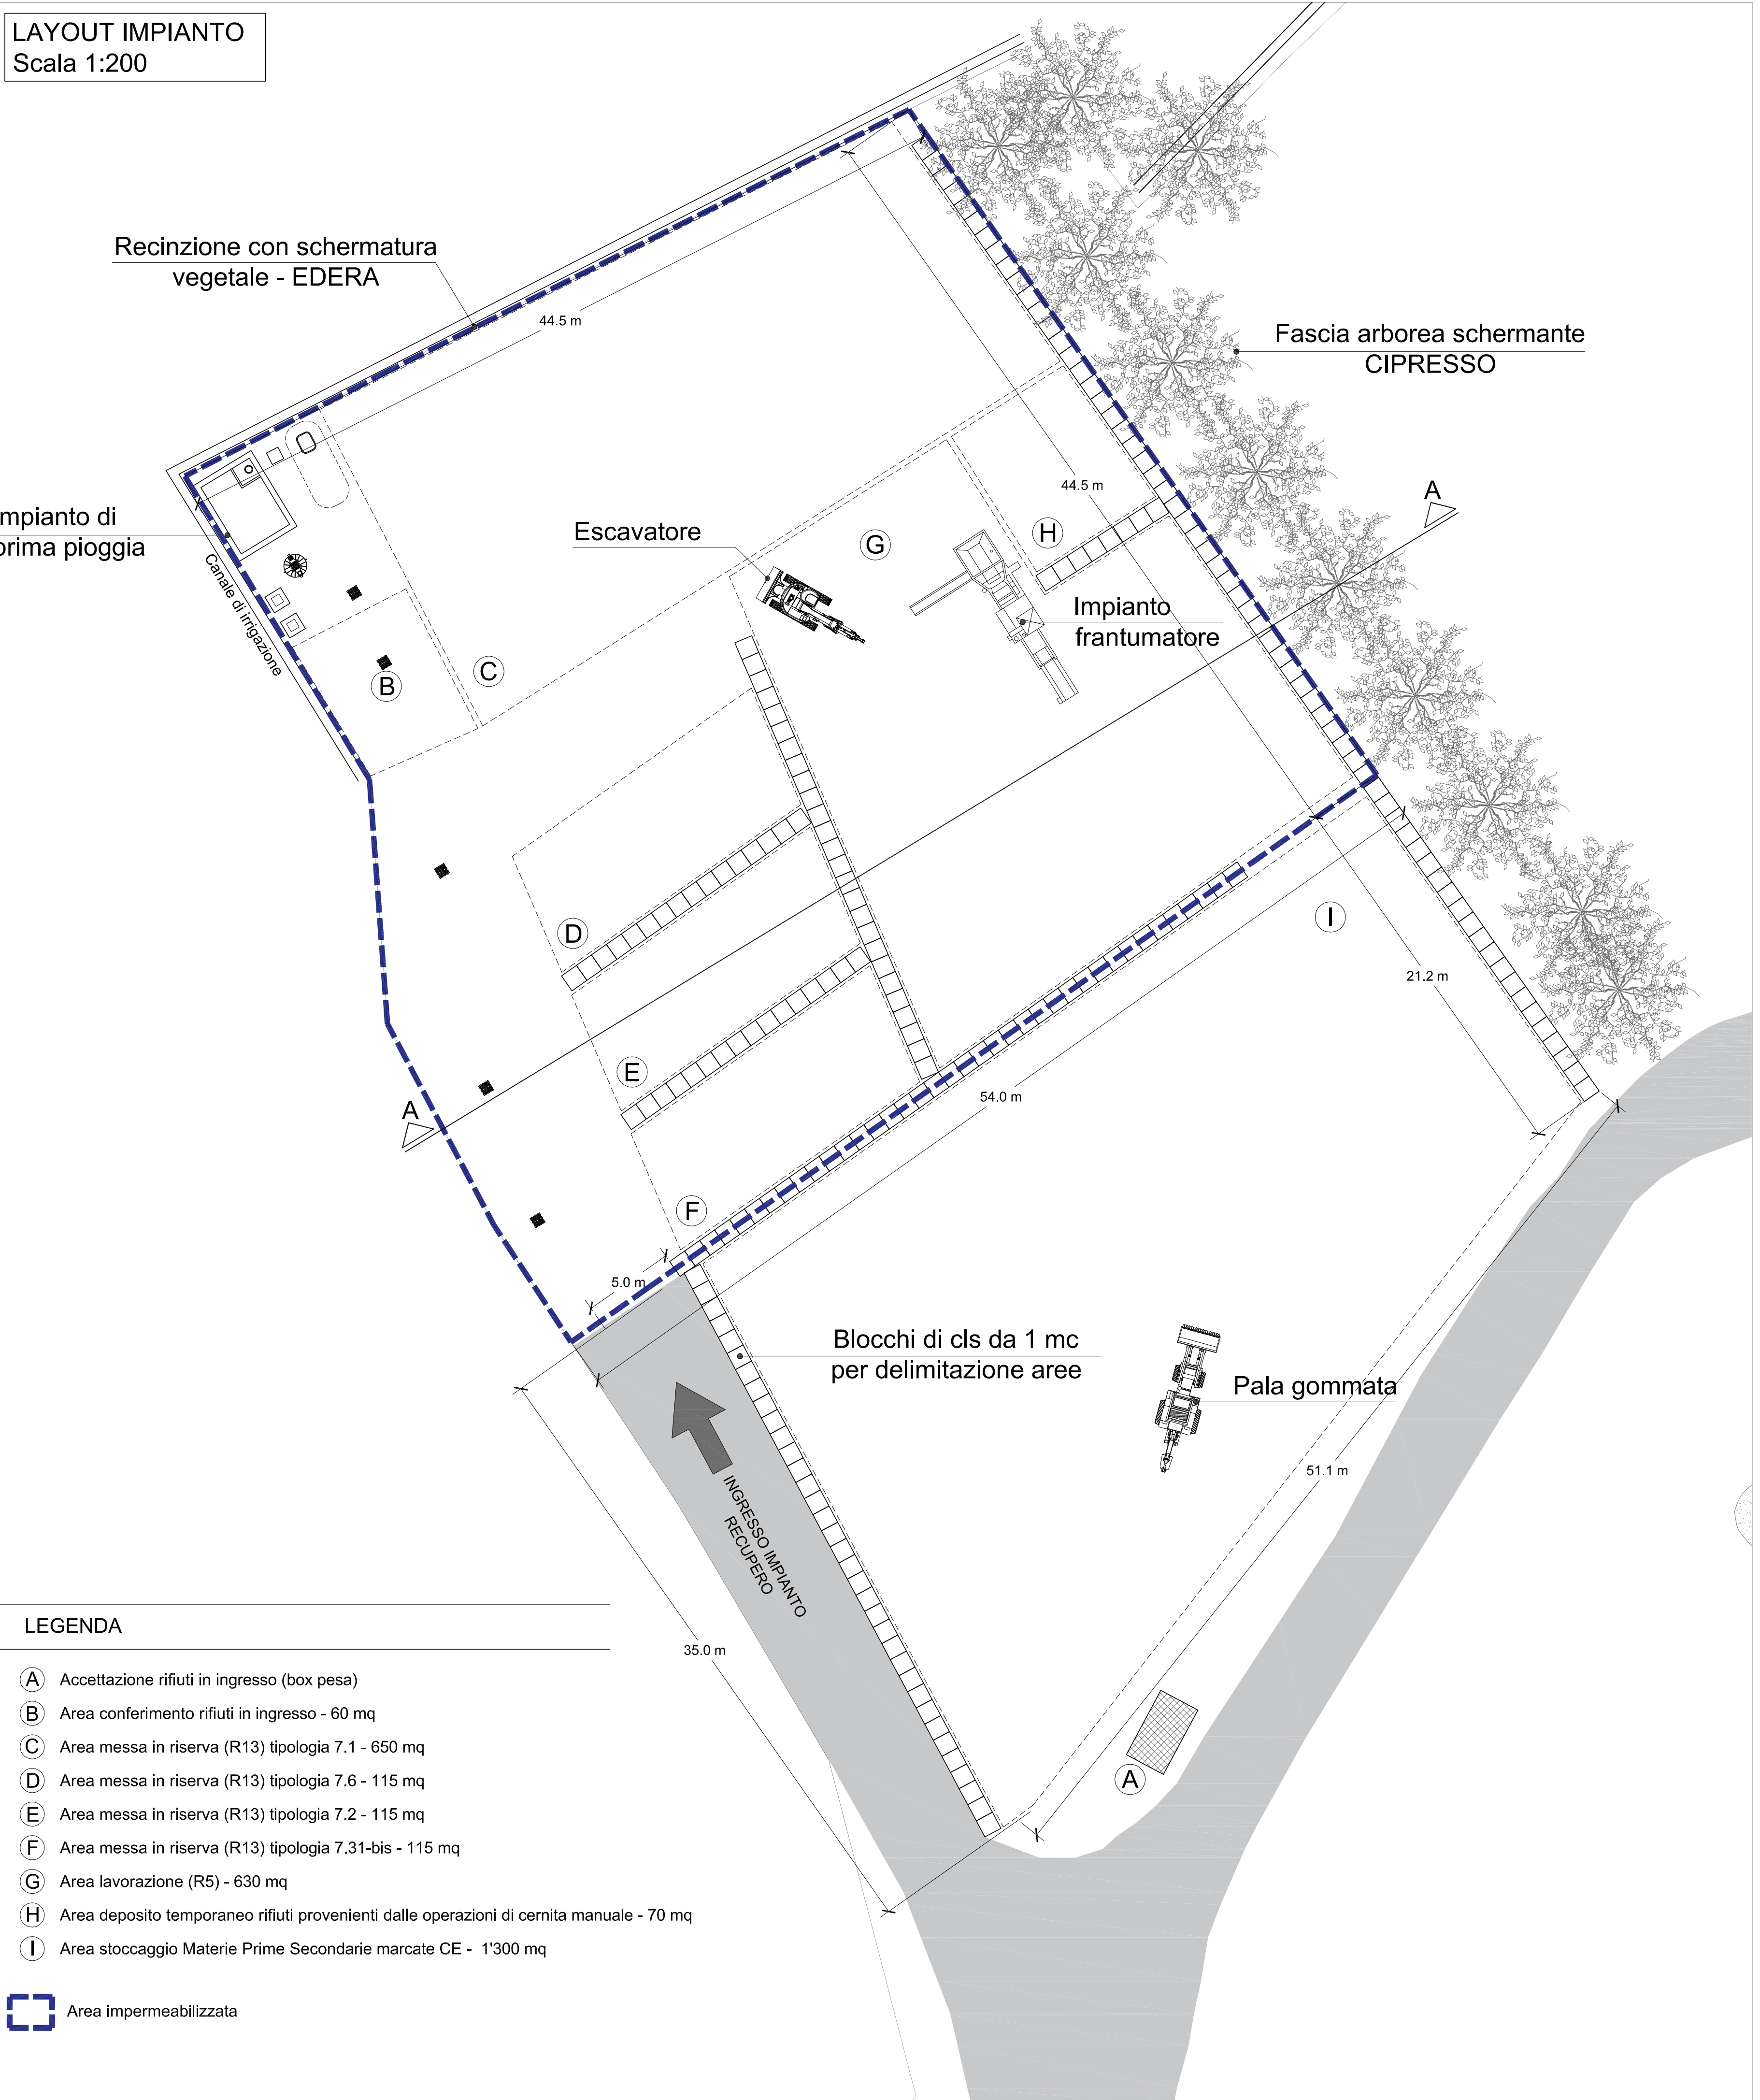 LAYOUT IMPIANTO
Scala 1:200
Recinzione con schermatura
vegetale - EDERA
44.5 m
Fascia arborea schermante
CIPRESSO
44.5 m
A
Impianto di
prima pioggia
Canale di irrigazione
Escavatore
G
H
Impianto
frantumatore
B
C
D
I
21.2 m
E
54.0 m
A
F
5.0 m
Blocchi di cls da 1 mc
per delimitazione aree
Pala gommata
INGRESSO IMPIANTO
RECUPERO
51.1 m
35.0 m
A
LEGENDA
A Accettazione rifiuti in ingresso (box pesa)
B Area conferimento rifiuti in ingresso - 60 mq
C Area messa in riserva (R13) tipologia 7.1 - 650 mq
D Area messa in riserva (R13) tipologia 7.6 - 115 mq
E Area messa in riserva (R13) tipologia 7.2 - 115 mq
F Area messa in riserva (R13) tipologia 7.31-bis - 115 mq
G Area lavorazione (R5) - 630 mq
H Area deposito temporaneo rifiuti provenienti dalle operazioni di cernita manuale - 70 mq
I Area stoccaggio Materie Prime Secondarie marcate CE - 1'300 mq
Area impermeabilizzata